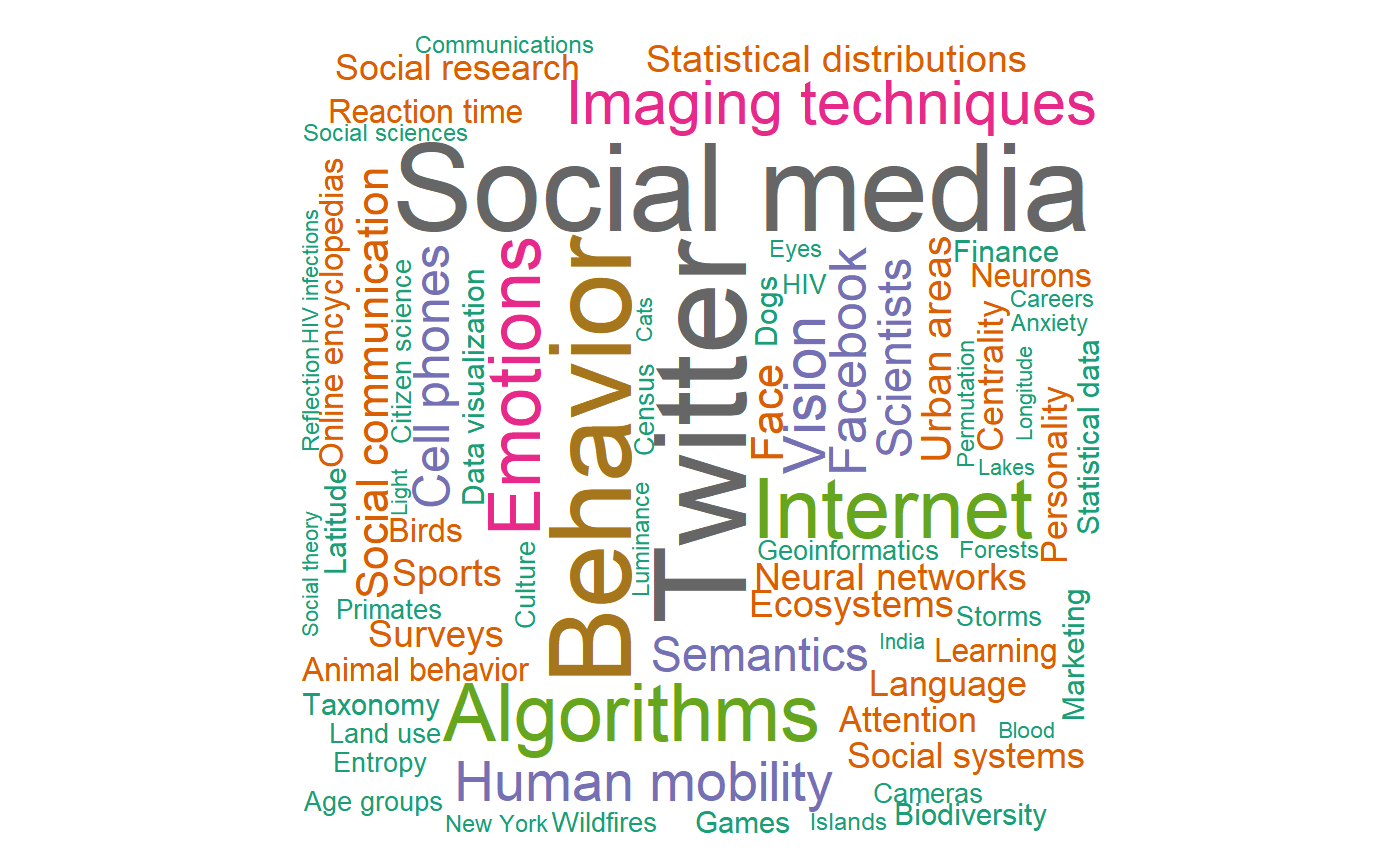 Communications
Social research
Statistical distributions
Imaging techniques
Reaction time
Social sciences
Social media
Online encyclopedias
Social communication
HIV infections
Reflection
Citizen science
Cell phones
Data visualization
Emotions
Behavior
Cats
Census
Twitter
Eyes
HIV
Dogs
Face
Vision
Facebook
Scientists
Urban areas
Finance
Neurons
Careers
Anxiety
Centrality
Permutation
Longitude
Lakes
Personality
Statistical data
Internet
Latitude
Light
Birds
Social theory
Sports
Culture
Luminance
Geoinformatics
Forests
Neural networks
Ecosystems
Storms
Primates
Surveys
Semantics
India
Learning
Marketing
Animal behavior
Language
Taxonomy
Algorithms
Attention
Blood
Land use
Social systems
Entropy
Human mobility
Cameras
Age groups
New York
Wildfires
Games
Islands
Biodiversity